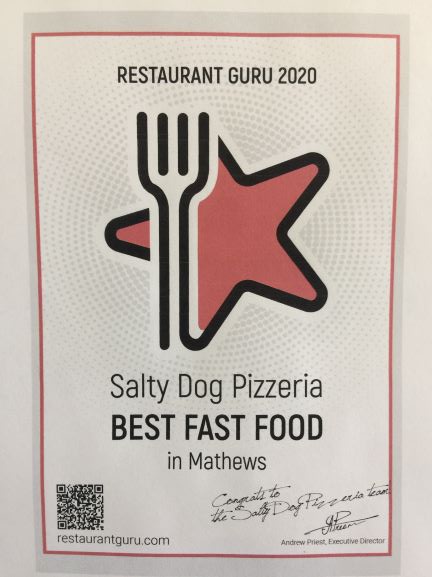 RESTAURANT GURU 2020
Salty Dog Pizzeria
BEST FAST FOOD
in Mathews
Congrats to
the Salty Dog Pizzeria team
restaurantguru.com
Andrew Priest, Executive Director